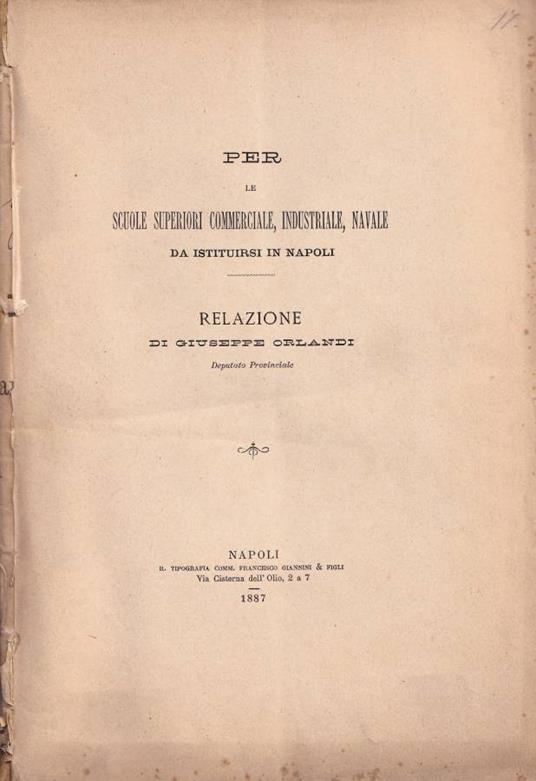 17.
PER
LE
SCUOLE SUPERIORI COMMERCIALE, INDUSTRIALE, NAVALE
DA ISTITUIRSI IN NAPOLI
RELAZIONE
DI GIUSEPPE ORLANDI
Deputato Provinciale
a
NAPOLI
R. TIPOGRAFIA COMM. FRANCESCO GIANNINI & FIGLI
Via Cisterna dell' Olio, 2 a 7
1887